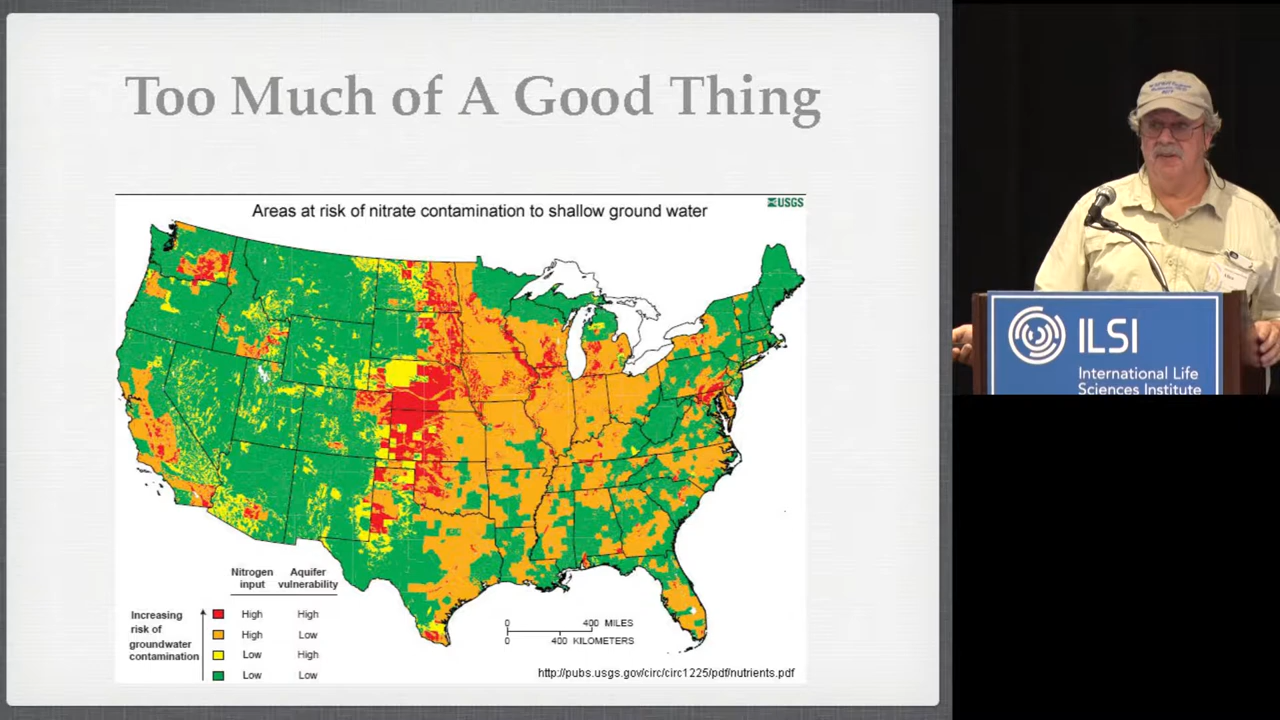 Too Much of A Good Thing
Areas at risk of nitrate contamination to shallow ground water
USGS
Nitrogen input
Aquifer vulnerability
Increasing risk of groundwater contamination
High High
High Low
Low High
Low Low
0 400 MILES
0 400 KILOMETERS
http://pubs.usgs.gov/circ/circ1225/pdf/nutrients.pdf
ILSI
International Life
Sciences Institute